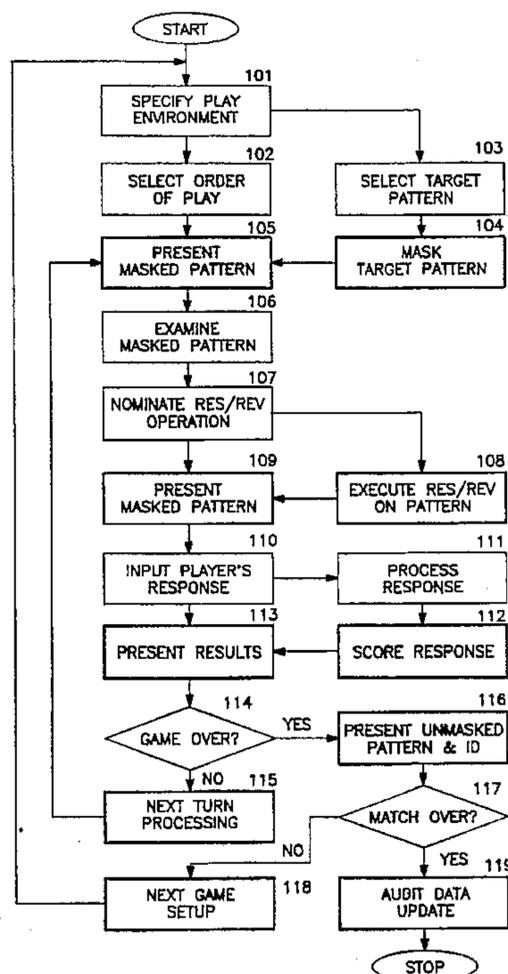 START
101
SPECIFY PLAY
ENVIRONMENT
102
SELECT ORDER
OF PLAY
103
SELECT TARGET
PATTERN
104
MASK
TARGET PATTERN
105
PRESENT
MASKED PATTERN
106
EXAMINE
MASKED PATTERN
107
NOMINATE RES/REV
OPERATION
108
EXECUTE RES/REV
ON PATTERN
109
PRESENT
MASKED PATTERN
110
INPUT PLAYER'S
RESPONSE
111
PROCESS
RESPONSE
112
SCORE RESPONSE
113
PRESENT RESULTS
114
GAME OVER?
YES
NO
115
NEXT TURN
PROCESSING
116
PRESENT UNMASKED
PATTERN & ID
117
MATCH OVER?
NO
YES
118
NEXT GAME
SETUP
119
AUDIT DATA
UPDATE
STOP